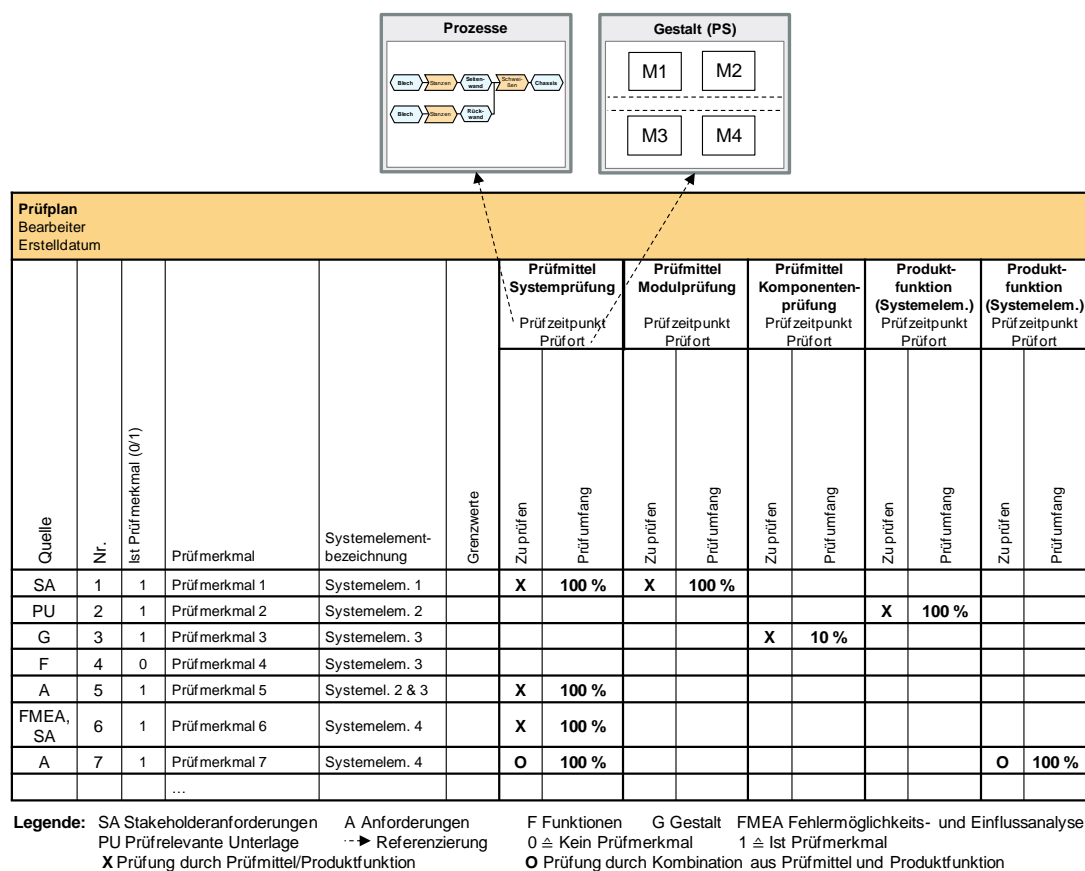 Prozesse
Blech Stanzen Seiten-
wand
Schwei-
ßen
Chassis
Blech Stanzen Rück-
wand
Gestalt (PS)
M1 M2
M3 M4
Prüfplan
Bearbeiter
Erstelldatum
Quelle
Nr.
Ist Prüfmerkmal (0/1)
Prüfmerkmal
Systemelement-
bezeichnung
Grenzwerte
Prüfmittel
Systemprüfung
Prüfzeitpunkt
Prüfort
Zu prüfen
Prüfumfang
Prüfmittel
Modulprüfung
Prüfzeitpunkt
Prüfort
Zu prüfen
Prüfumfang
Prüfmittel
Komponenten-
prüfung
Prüfzeitpunkt
Prüfort
Zu prüfen
Prüfumfang
Produkt-
funktion
(Systemelem.)
Prüfzeitpunkt
Prüfort
Zu prüfen
Prüfumfang
Produkt-
funktion
(Systemelem.)
Prüfzeitpunkt
Prüfort
Zu prüfen
Prüfumfang
SA 1 1 Prüfmerkmal 1 Systemelem. 1 X 100 % X 100 %
PU 2 1 Prüfmerkmal 2 Systemelem. 2 X 100 %
G 3 1 Prüfmerkmal 3 Systemelem. 3 X 10 %
F 4 0 Prüfmerkmal 4 Systemelem. 3
A 5 1 Prüfmerkmal 5 Systemel. 2 & 3 X 100 %
FMEA,
SA
6 1 Prüfmerkmal 6 Systemelem. 4 X 100 %
A 7 1 Prüfmerkmal 7 Systemelem. 4 O 100 % O 100 %
...
Legende: SA Stakeholderanforderungen A Anforderungen F Funktionen G Gestalt FMEA Fehlermöglichkeits- und Einflussanalyse
PU Prüfrelevante Unterlage Referenzierung 0 ≙ Kein Prüfmerkmal 1 ≙ Ist Prüfmerkmal
X Prüfung durch Prüfmittel/Produktfunktion O Prüfung durch Kombination aus Prüfmittel und Produktfunktion